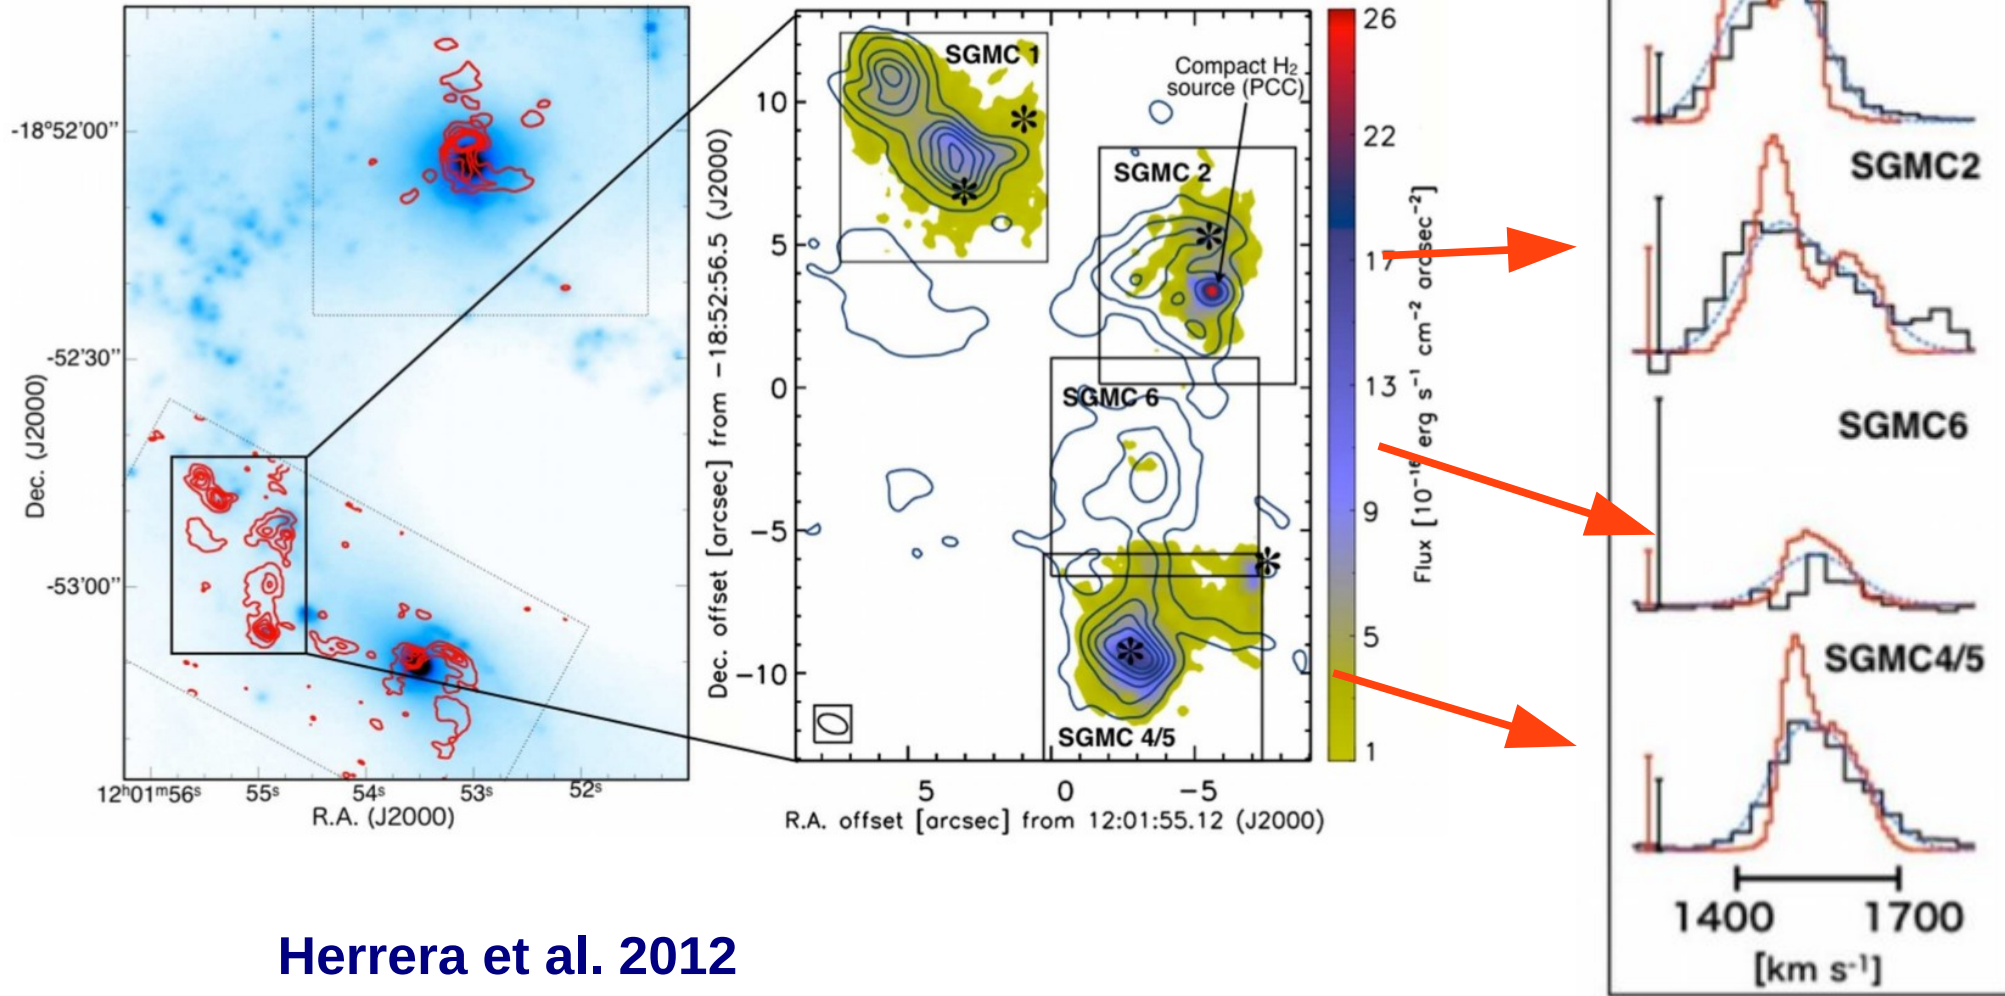 -18°52′00″
-52′30″
-53′00″
Dec. (J2000)
12ʰ01ᵐ56ˢ
55ˢ
54ˢ
53ˢ
52ˢ
R.A. (J2000)
SGMC 1
Compact H₂
source (PCC)
SGMC 2
SGMC 6
SGMC 4/5
10
5
0
−5
−10
Dec. offset [arcsec] from −18:52:56.5 (J2000)
5
0
−5
R.A. offset [arcsec] from 12:01:55.12 (J2000)
26
22
17
13
9
5
1
Flux [10⁻¹⁶ erg s⁻¹ cm⁻² arcsec⁻²]
SGMC2
SGMC6
SGMC4/5
1400
1700
[km s⁻¹]
Herrera et al. 2012